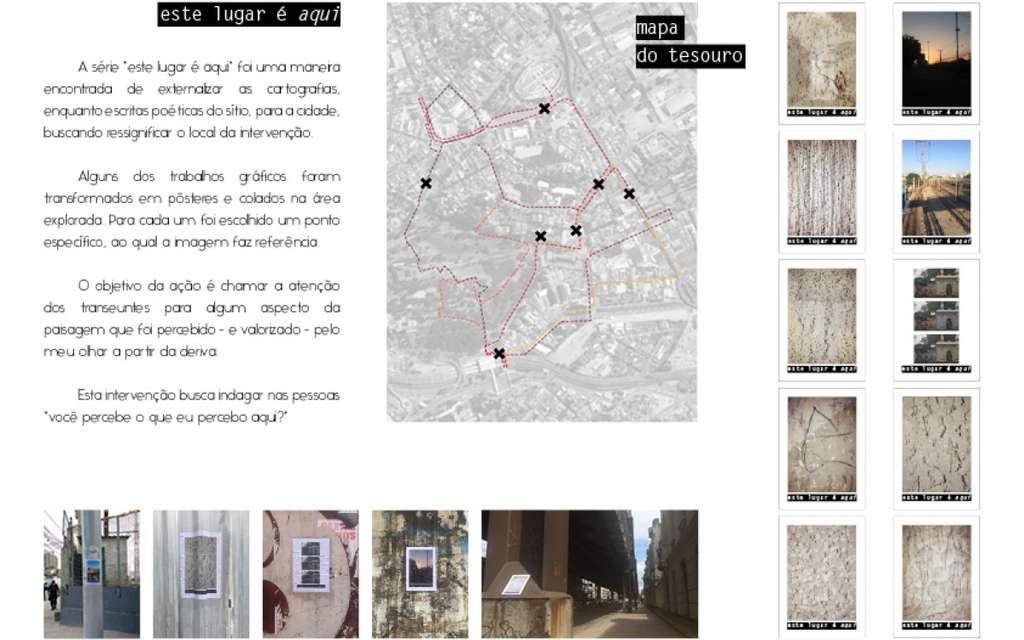 este lugar é aqui
A série "este lugar é aqui" foi uma maneira
encontrada de externalizar as cartografias,
enquanto escritas poéticas do sítio, para a cidade,
buscando ressignificar o local da intervenção.
Alguns dos trabalhos gráficos foram
transformados em pôsteres e colados na área
explorada. Para cada um foi escolhido um ponto
específico, ao qual a imagem faz referência.
O objetivo da ação é chamar a atenção
dos transeuntes para algum aspecto da
paisagem que foi percebido - e valorizado - pelo
meu olhar a partir da deriva.
Esta intervenção busca indagar nas pessoas
"você percebe o que eu percebo aqui?"
mapa
do tesouro
este lugar é aqui
este lugar é aqui
este lugar é aqui
este lugar é aqui
este lugar é aqui
este lugar é aqui
este lugar é aqui
este lugar é aqui
este lugar é aqui
este lugar é aqui